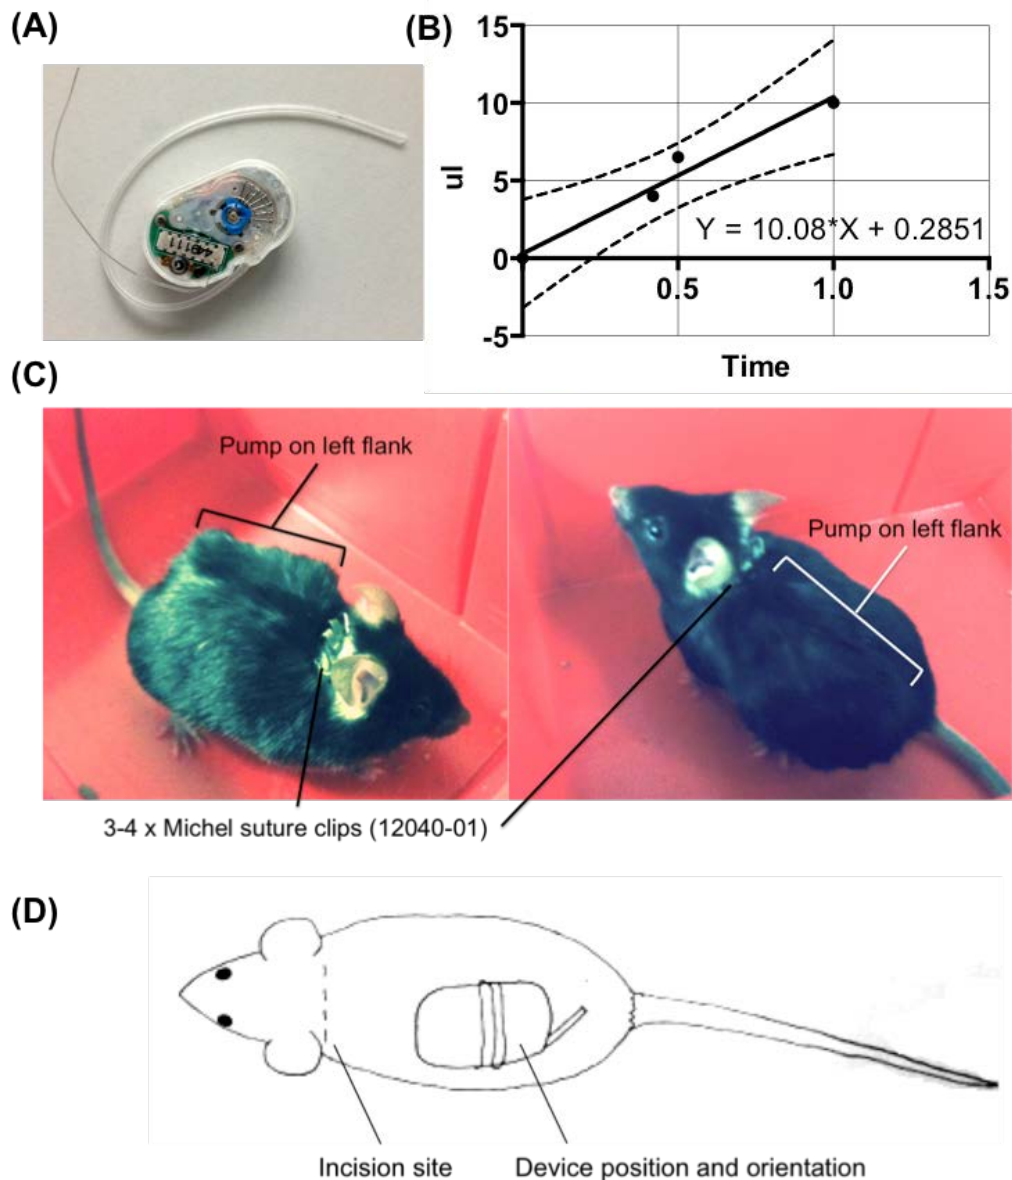 (A)
449111
(B)
15
10
5
0
-5
ul
Y = 10.08*X + 0.2851
0.5
1.0
1.5
Time
(C)
Pump on left flank
Pump on left flank
3-4 x Michel suture clips (12040-01)
(D)
Incision site
Device position and orientation